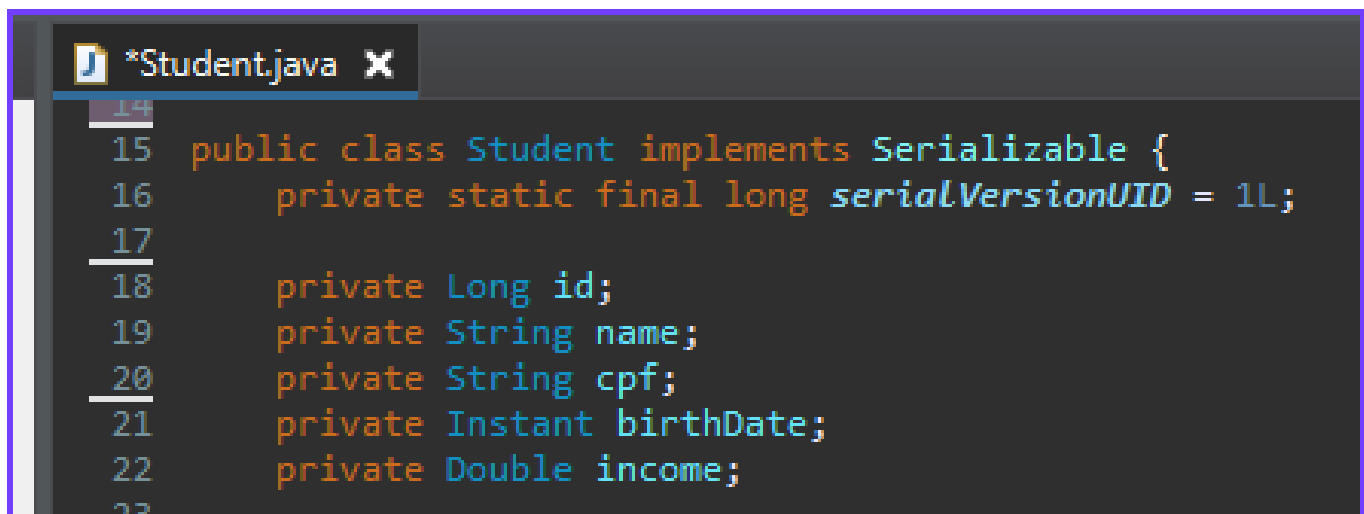 *Student.java
14
15 public class Student implements Serializable {
16 private static final long serialVersionUID = 1L;
17
18 private Long id;
19 private String name;
20 private String cpf;
21 private Instant birthDate;
22 private Double income;
23